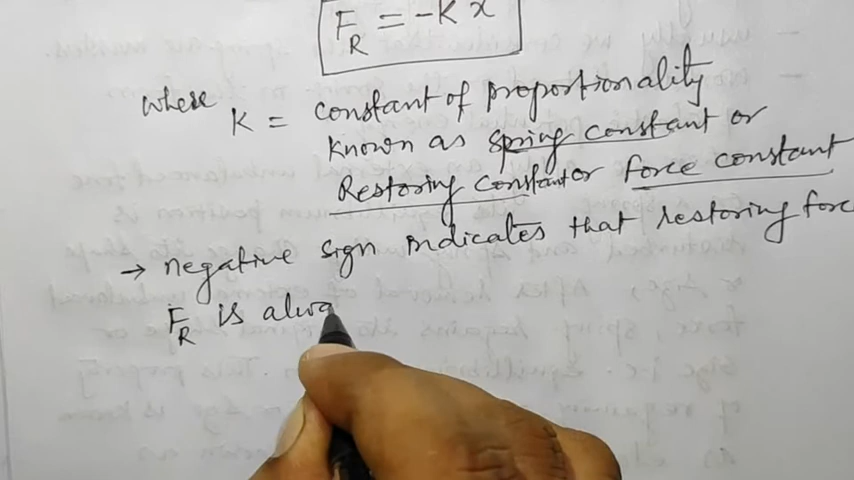 F_R = -K x
where K = constant of proportionality
known as spring constant or
Restoring constant or force constant
→ negative sign indicates that restoring force
F_R is alwa